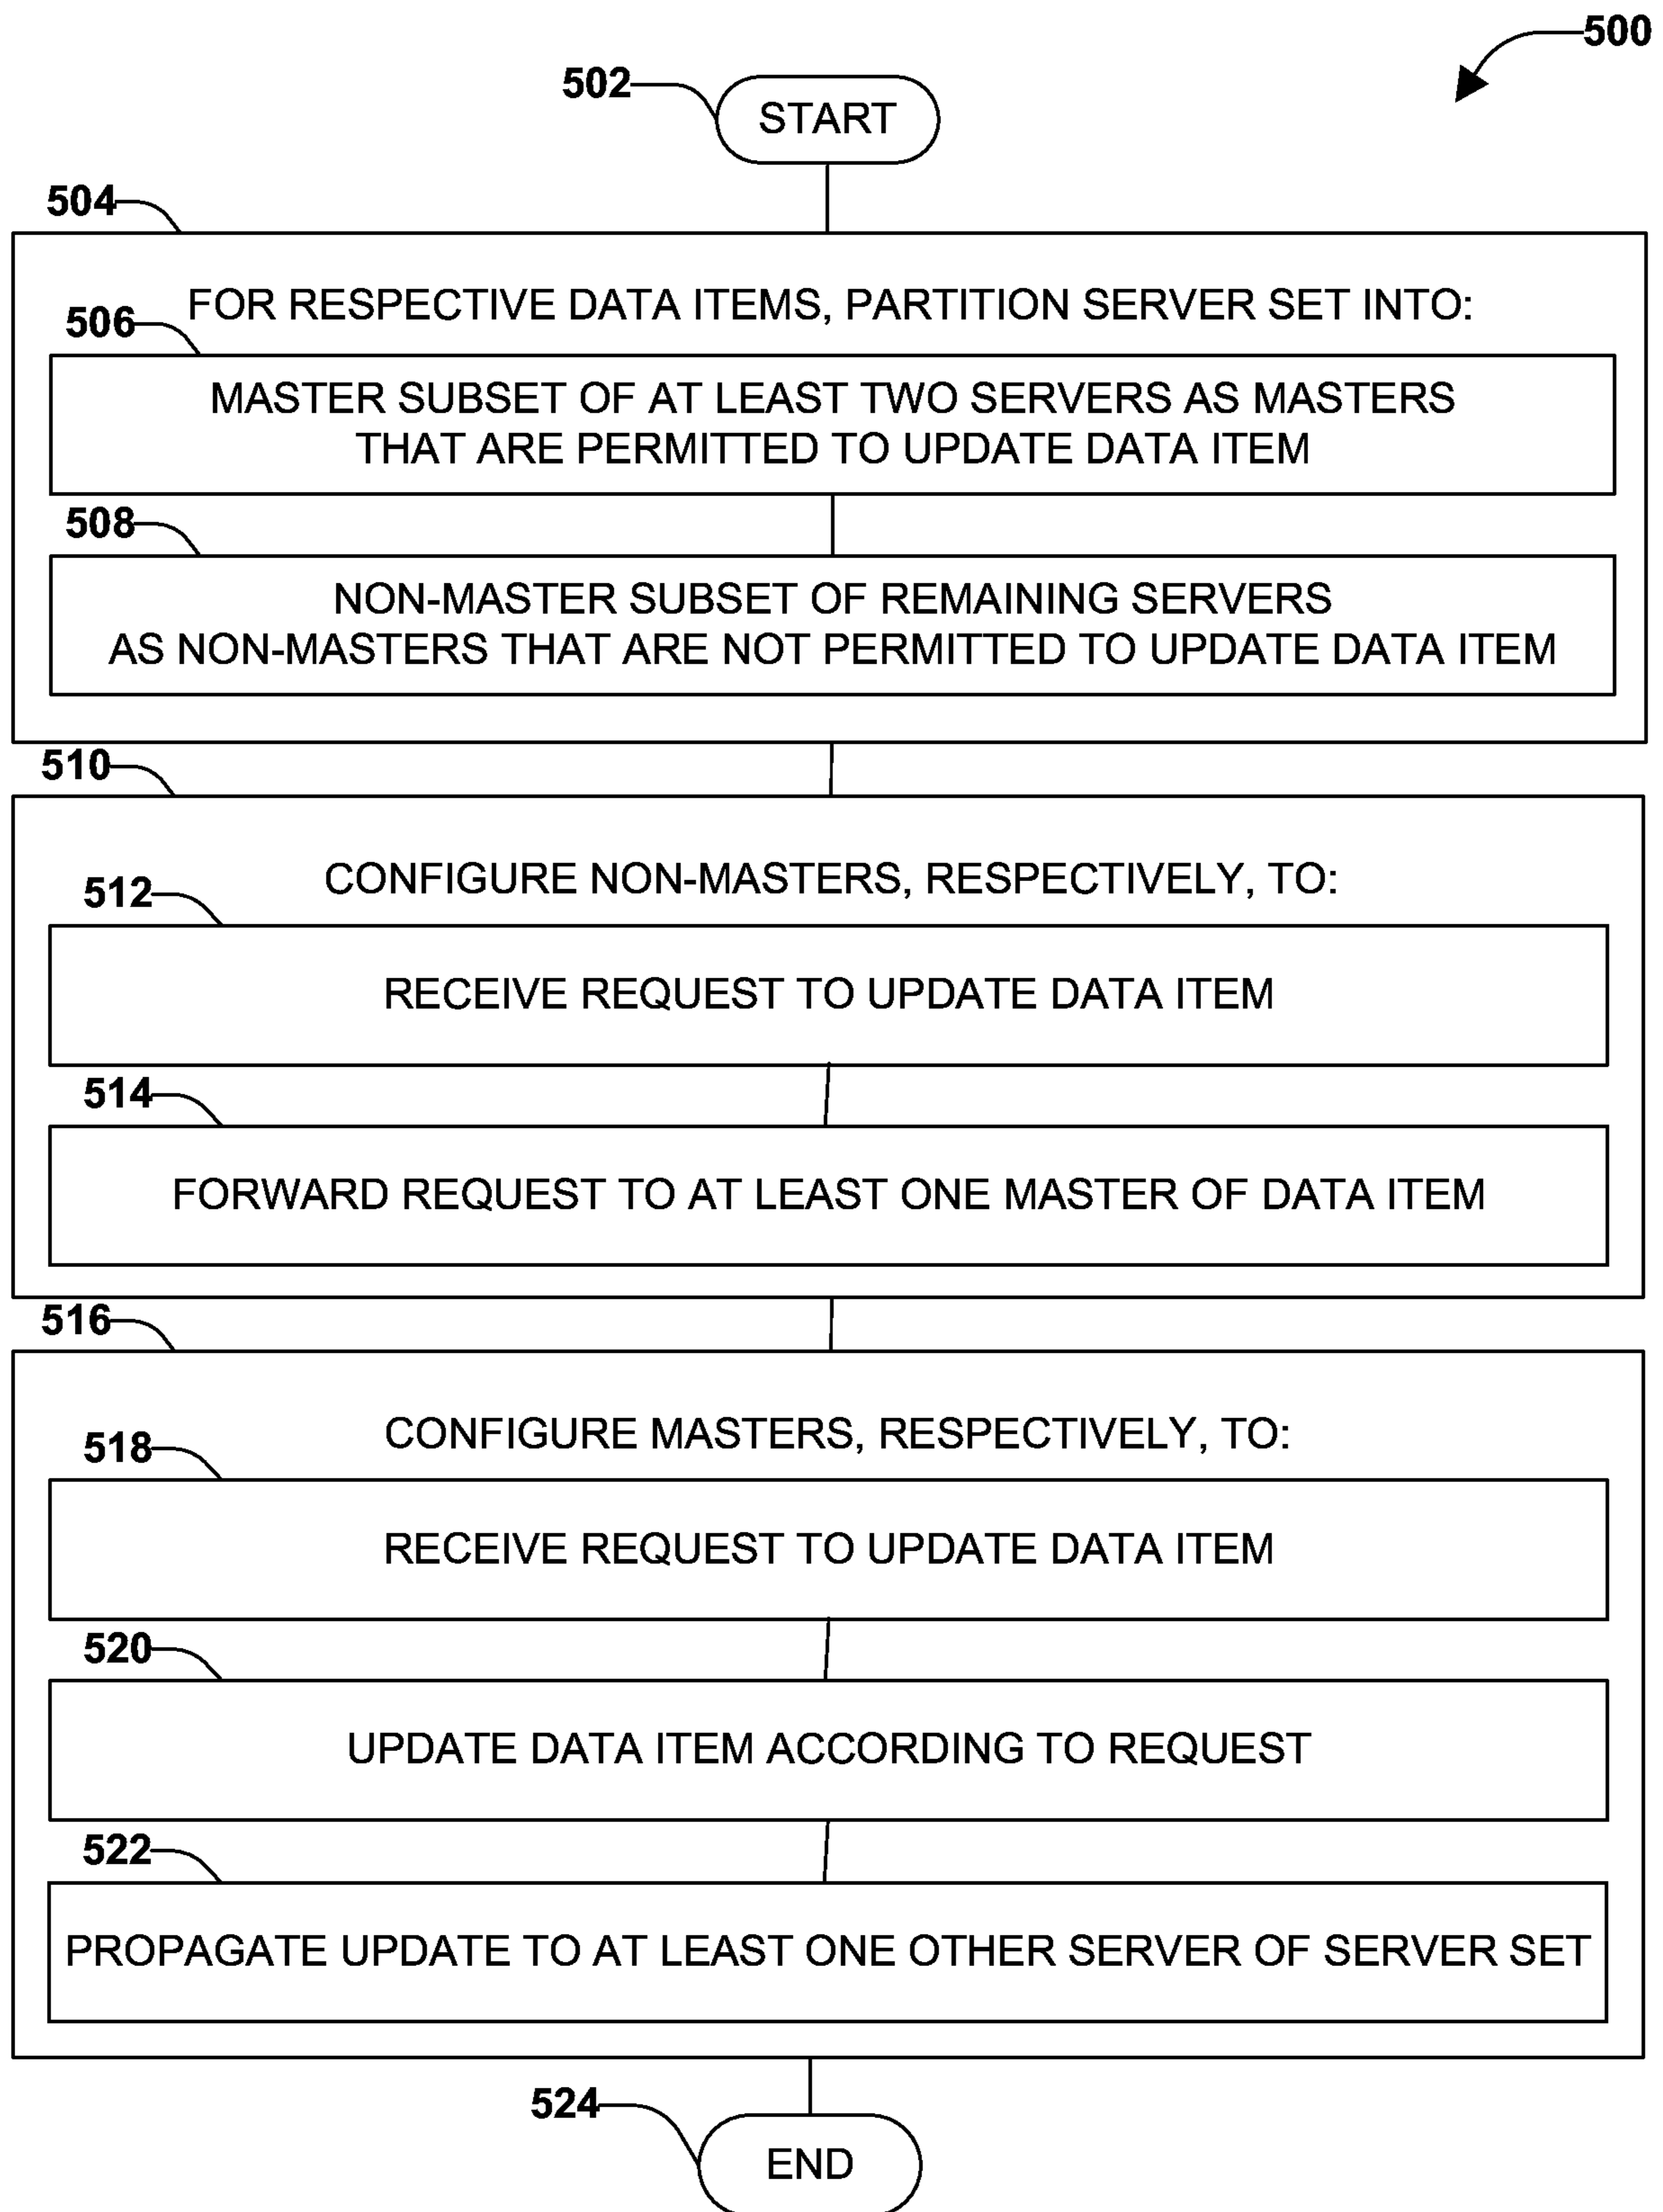 500
502
START
504
FOR RESPECTIVE DATA ITEMS, PARTITION SERVER SET INTO:
506
MASTER SUBSET OF AT LEAST TWO SERVERS AS MASTERS
THAT ARE PERMITTED TO UPDATE DATA ITEM
508
NON-MASTER SUBSET OF REMAINING SERVERS
AS NON-MASTERS THAT ARE NOT PERMITTED TO UPDATE DATA ITEM
510
CONFIGURE NON-MASTERS, RESPECTIVELY, TO:
512
RECEIVE REQUEST TO UPDATE DATA ITEM
514
FORWARD REQUEST TO AT LEAST ONE MASTER OF DATA ITEM
516
CONFIGURE MASTERS, RESPECTIVELY, TO:
518
RECEIVE REQUEST TO UPDATE DATA ITEM
520
UPDATE DATA ITEM ACCORDING TO REQUEST
522
PROPAGATE UPDATE TO AT LEAST ONE OTHER SERVER OF SERVER SET
524
END